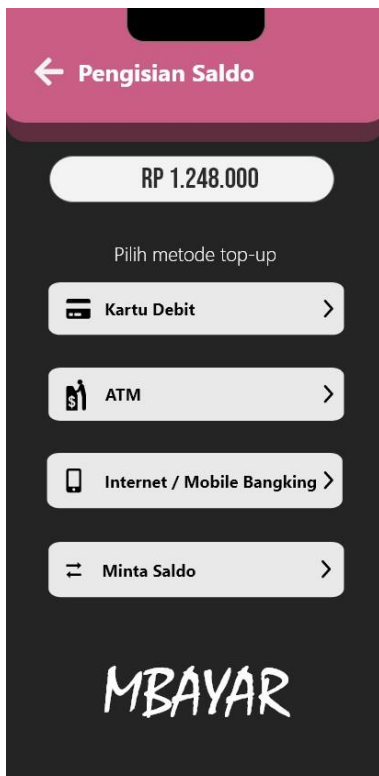 Pengisian Saldo
RP 1.248.000
Pilih metode top-up
Kartu Debit
ATM
Internet / Mobile Bangking
Minta Saldo
MBAYAR